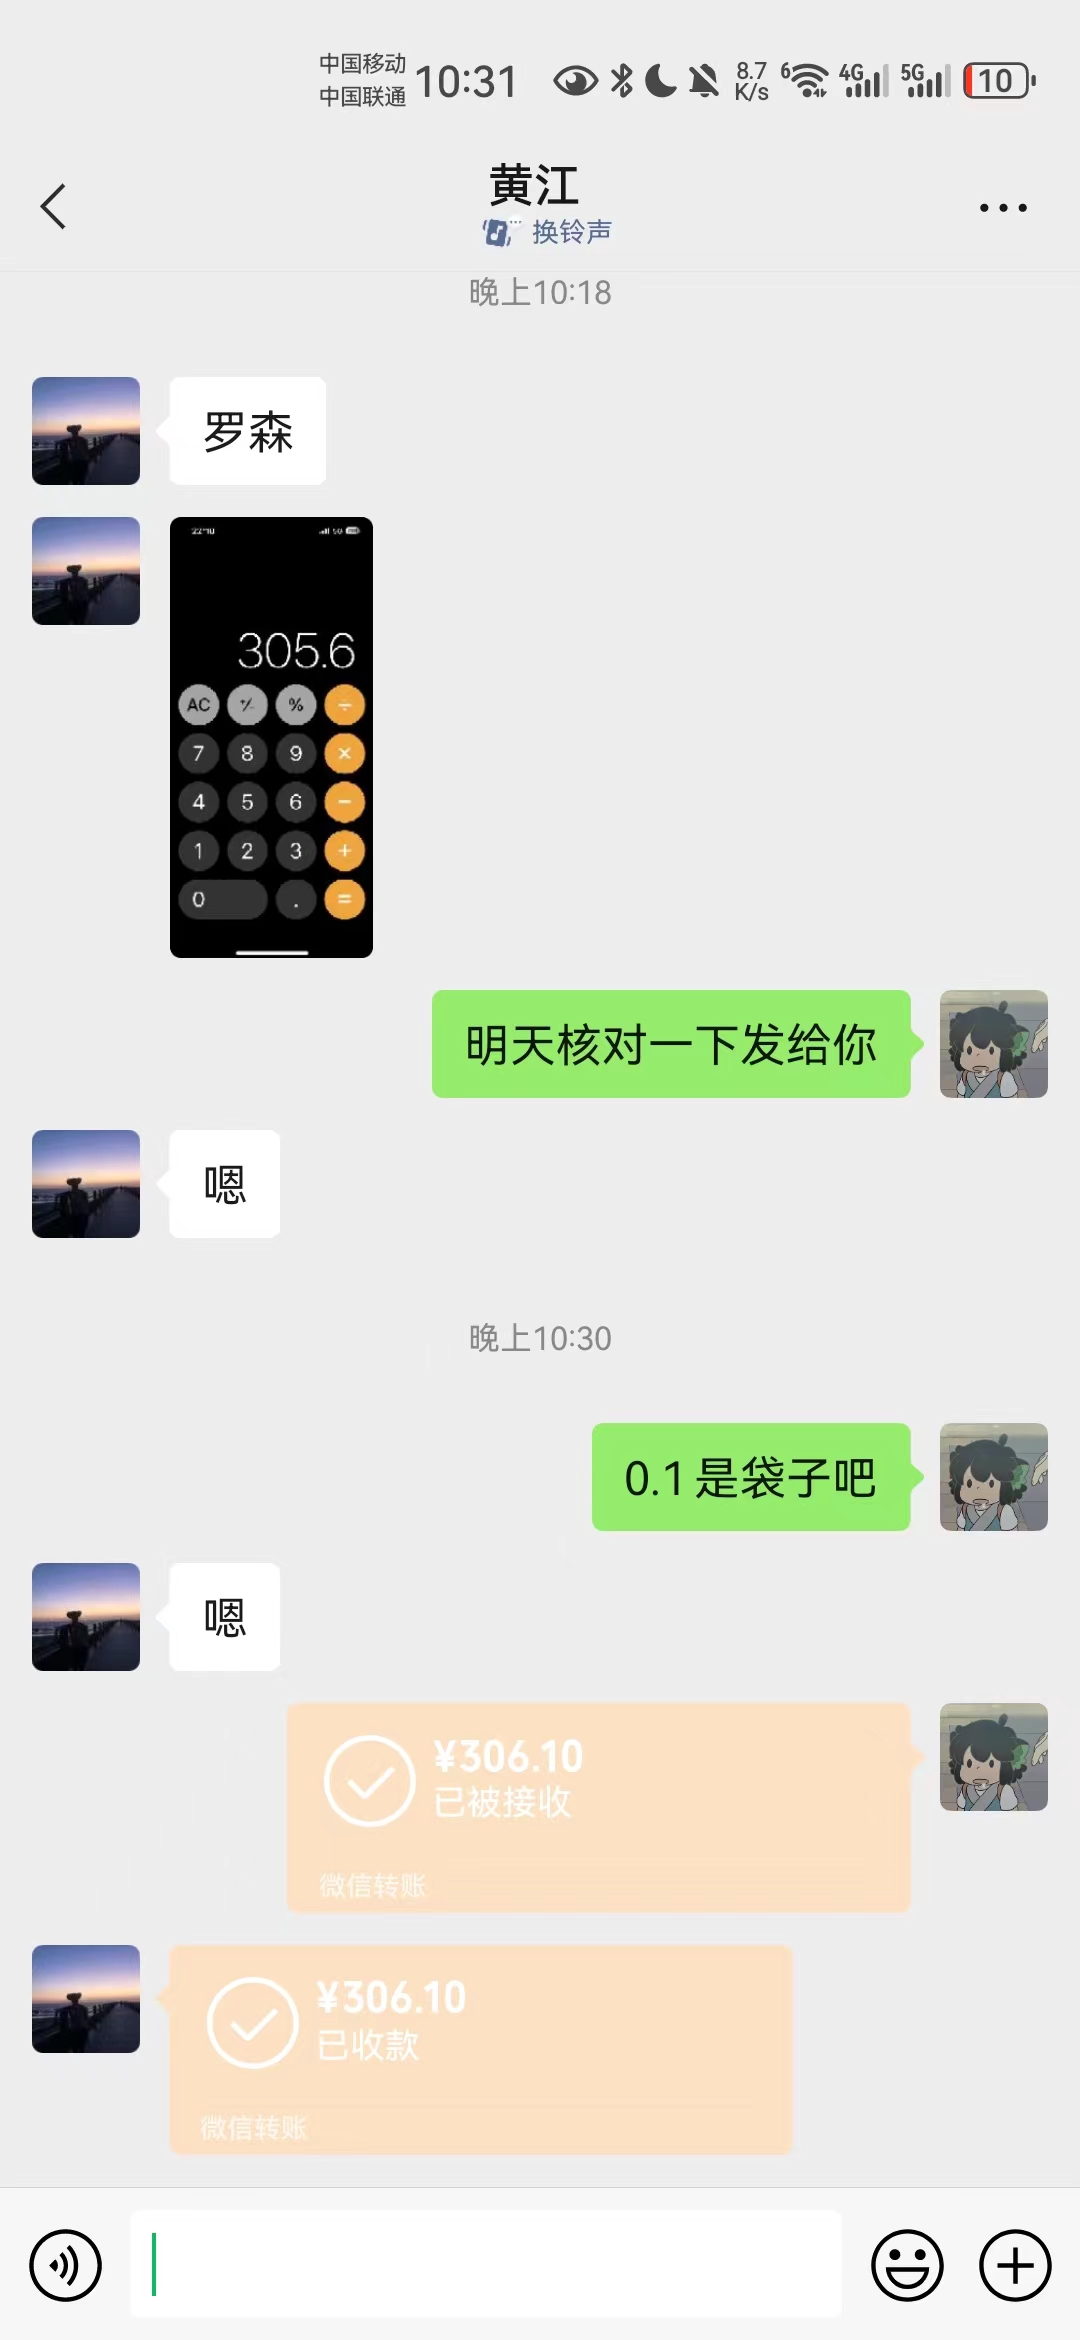 中国移动
中国联通
10:31
8.7
K/s
6
4G
5G
10
黄江
换铃声
晚上10:18
罗森
305.6
AC
%
÷
7 8 9 ×
4 5 6 −
1 2 3 +
0 . =
明天核对一下发给你
嗯
晚上10:30
0.1是袋子吧
嗯
¥306.10
已被接收
微信转账
¥306.10
已收款
微信转账